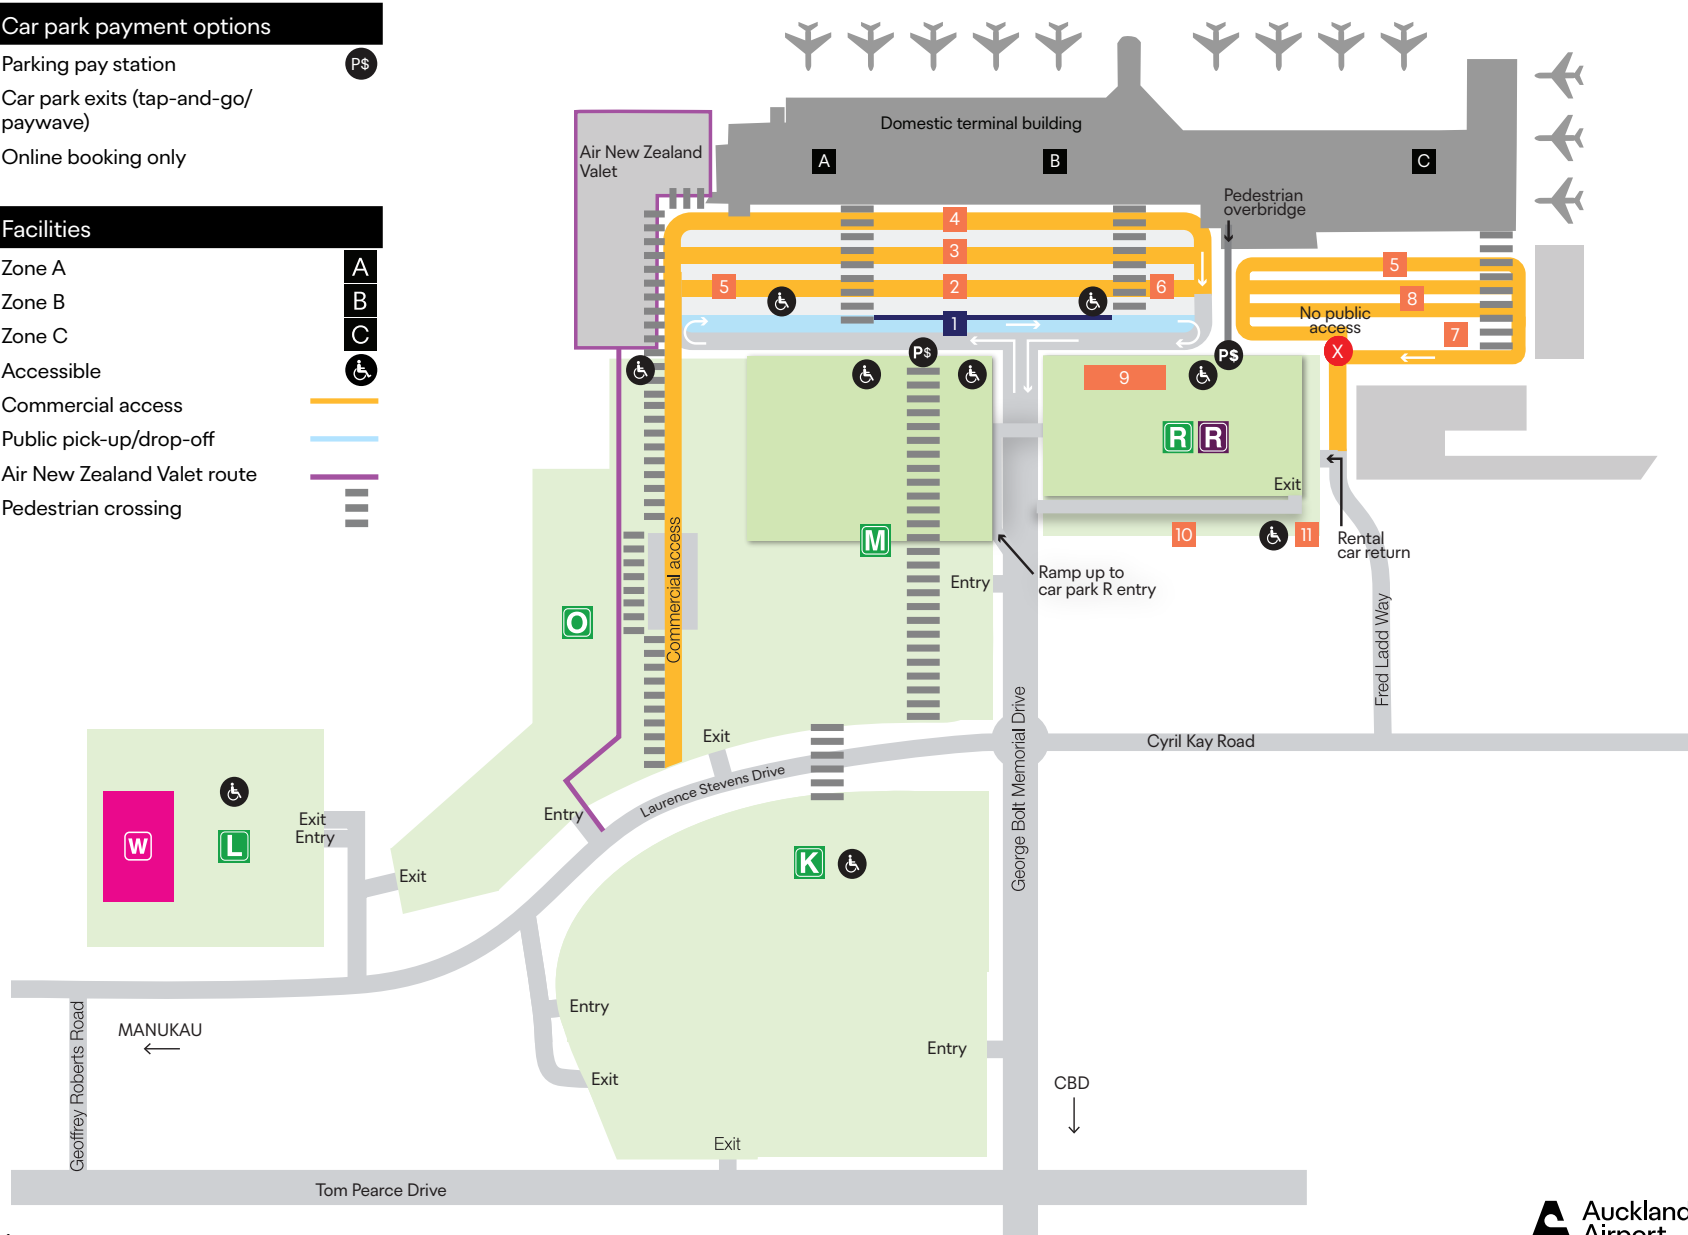 Car park payment options
Parking pay station
P$
Car park exits (tap-and-go/
paywave)
Online booking only
Facilities
Zone A
A
Zone B
B
Zone C
C
Accessible
Commercial access
Public pick-up/drop-off
Air New Zealand Valet route
Pedestrian crossing
Domestic terminal building
A
B
C
Air New Zealand
Valet
Pedestrian
overbridge
4
3
5
2
6
1
5
8
7
No public
access
X
P$
P$
9
R
R
Exit
10
11
Rental
car return
M
Ramp up to
car park R entry
Entry
O
Commercial access
Fred Ladd Way
Exit
George Bolt Memorial Drive
Cyril Kay Road
Laurence Stevens Drive
Entry
W
L
Exit
Entry
Exit
K
Entry
Exit
Entry
MANUKAU
Geoffrey Roberts Road
CBD
Exit
Tom Pearce Drive
Auckland
Airport